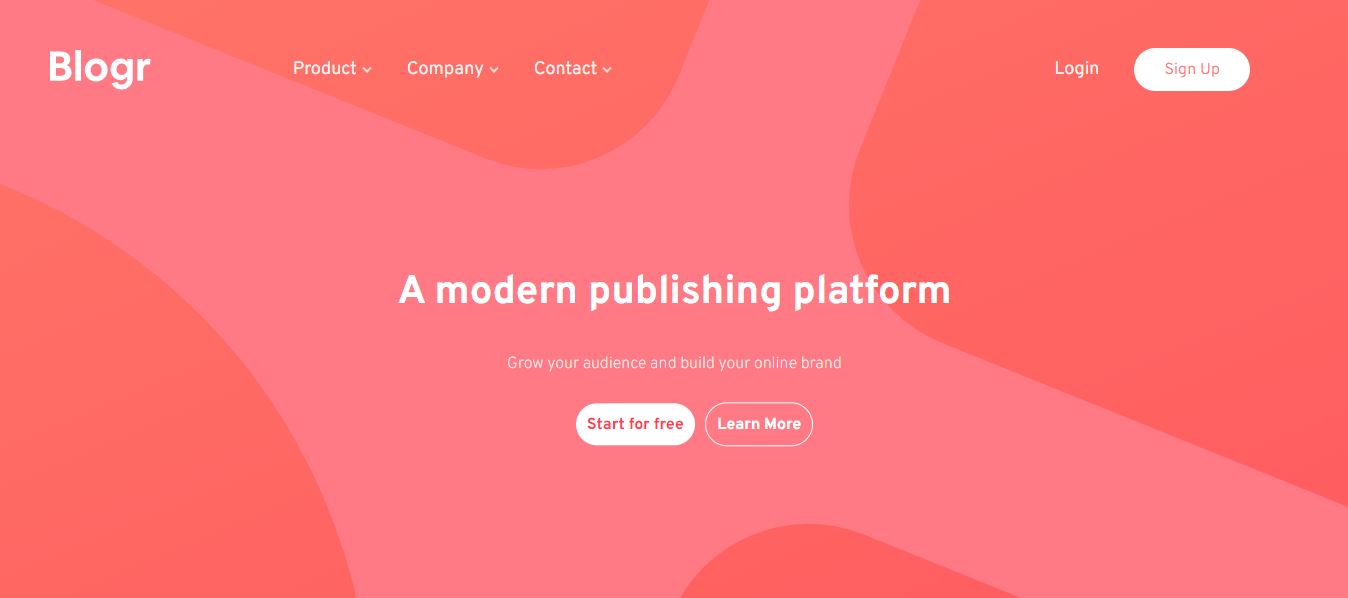 Blogr Product Company Contact Login Sign Up
A modern publishing platform
Grow your audience and build your online brand
Start for free Learn More